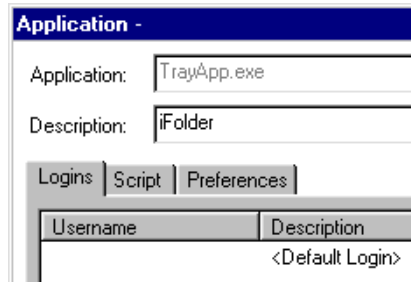 Application -
Application: TrayApp.exe
Description: iFolder
Logins Script Preferences
Username Description
<Default Login>